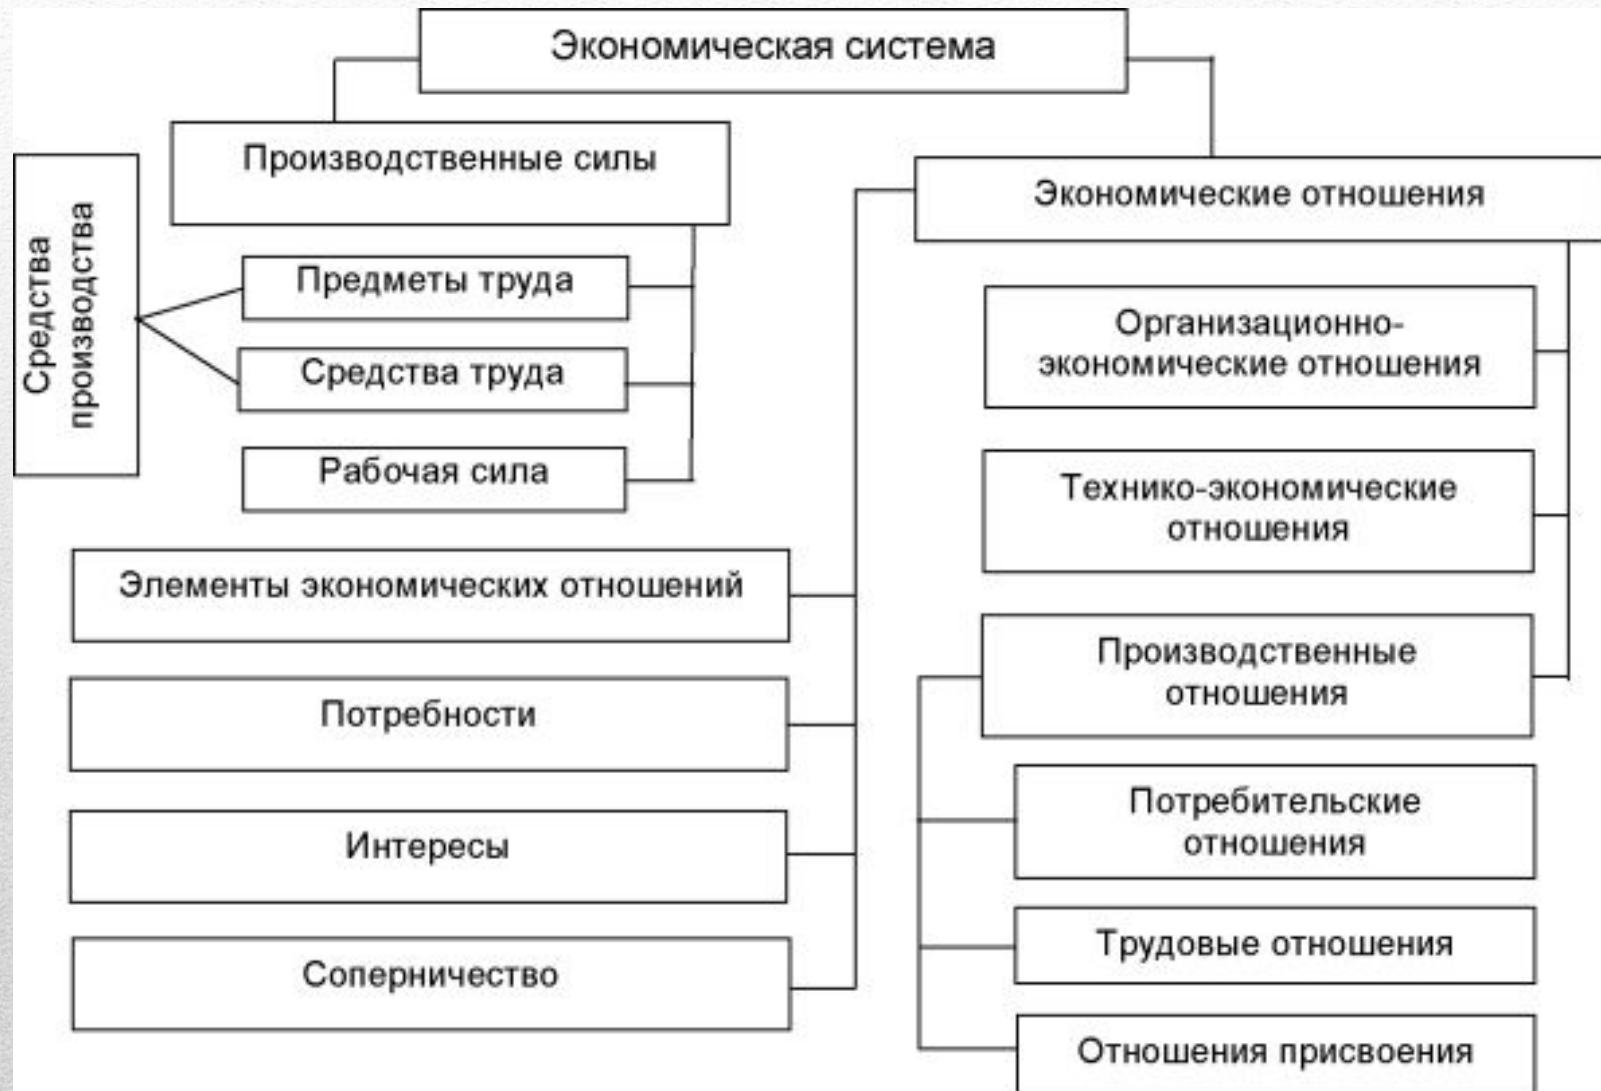 Экономическая система
Производственные силы
Средства
производства
Предметы труда
Средства труда
Рабочая сила
Экономические отношения
Элементы экономических отношений
Потребности
Интересы
Соперничество
Организационно-
экономические отношения
Технико-экономические
отношения
Производственные
отношения
Потребительские
отношения
Трудовые отношения
Отношения присвоения